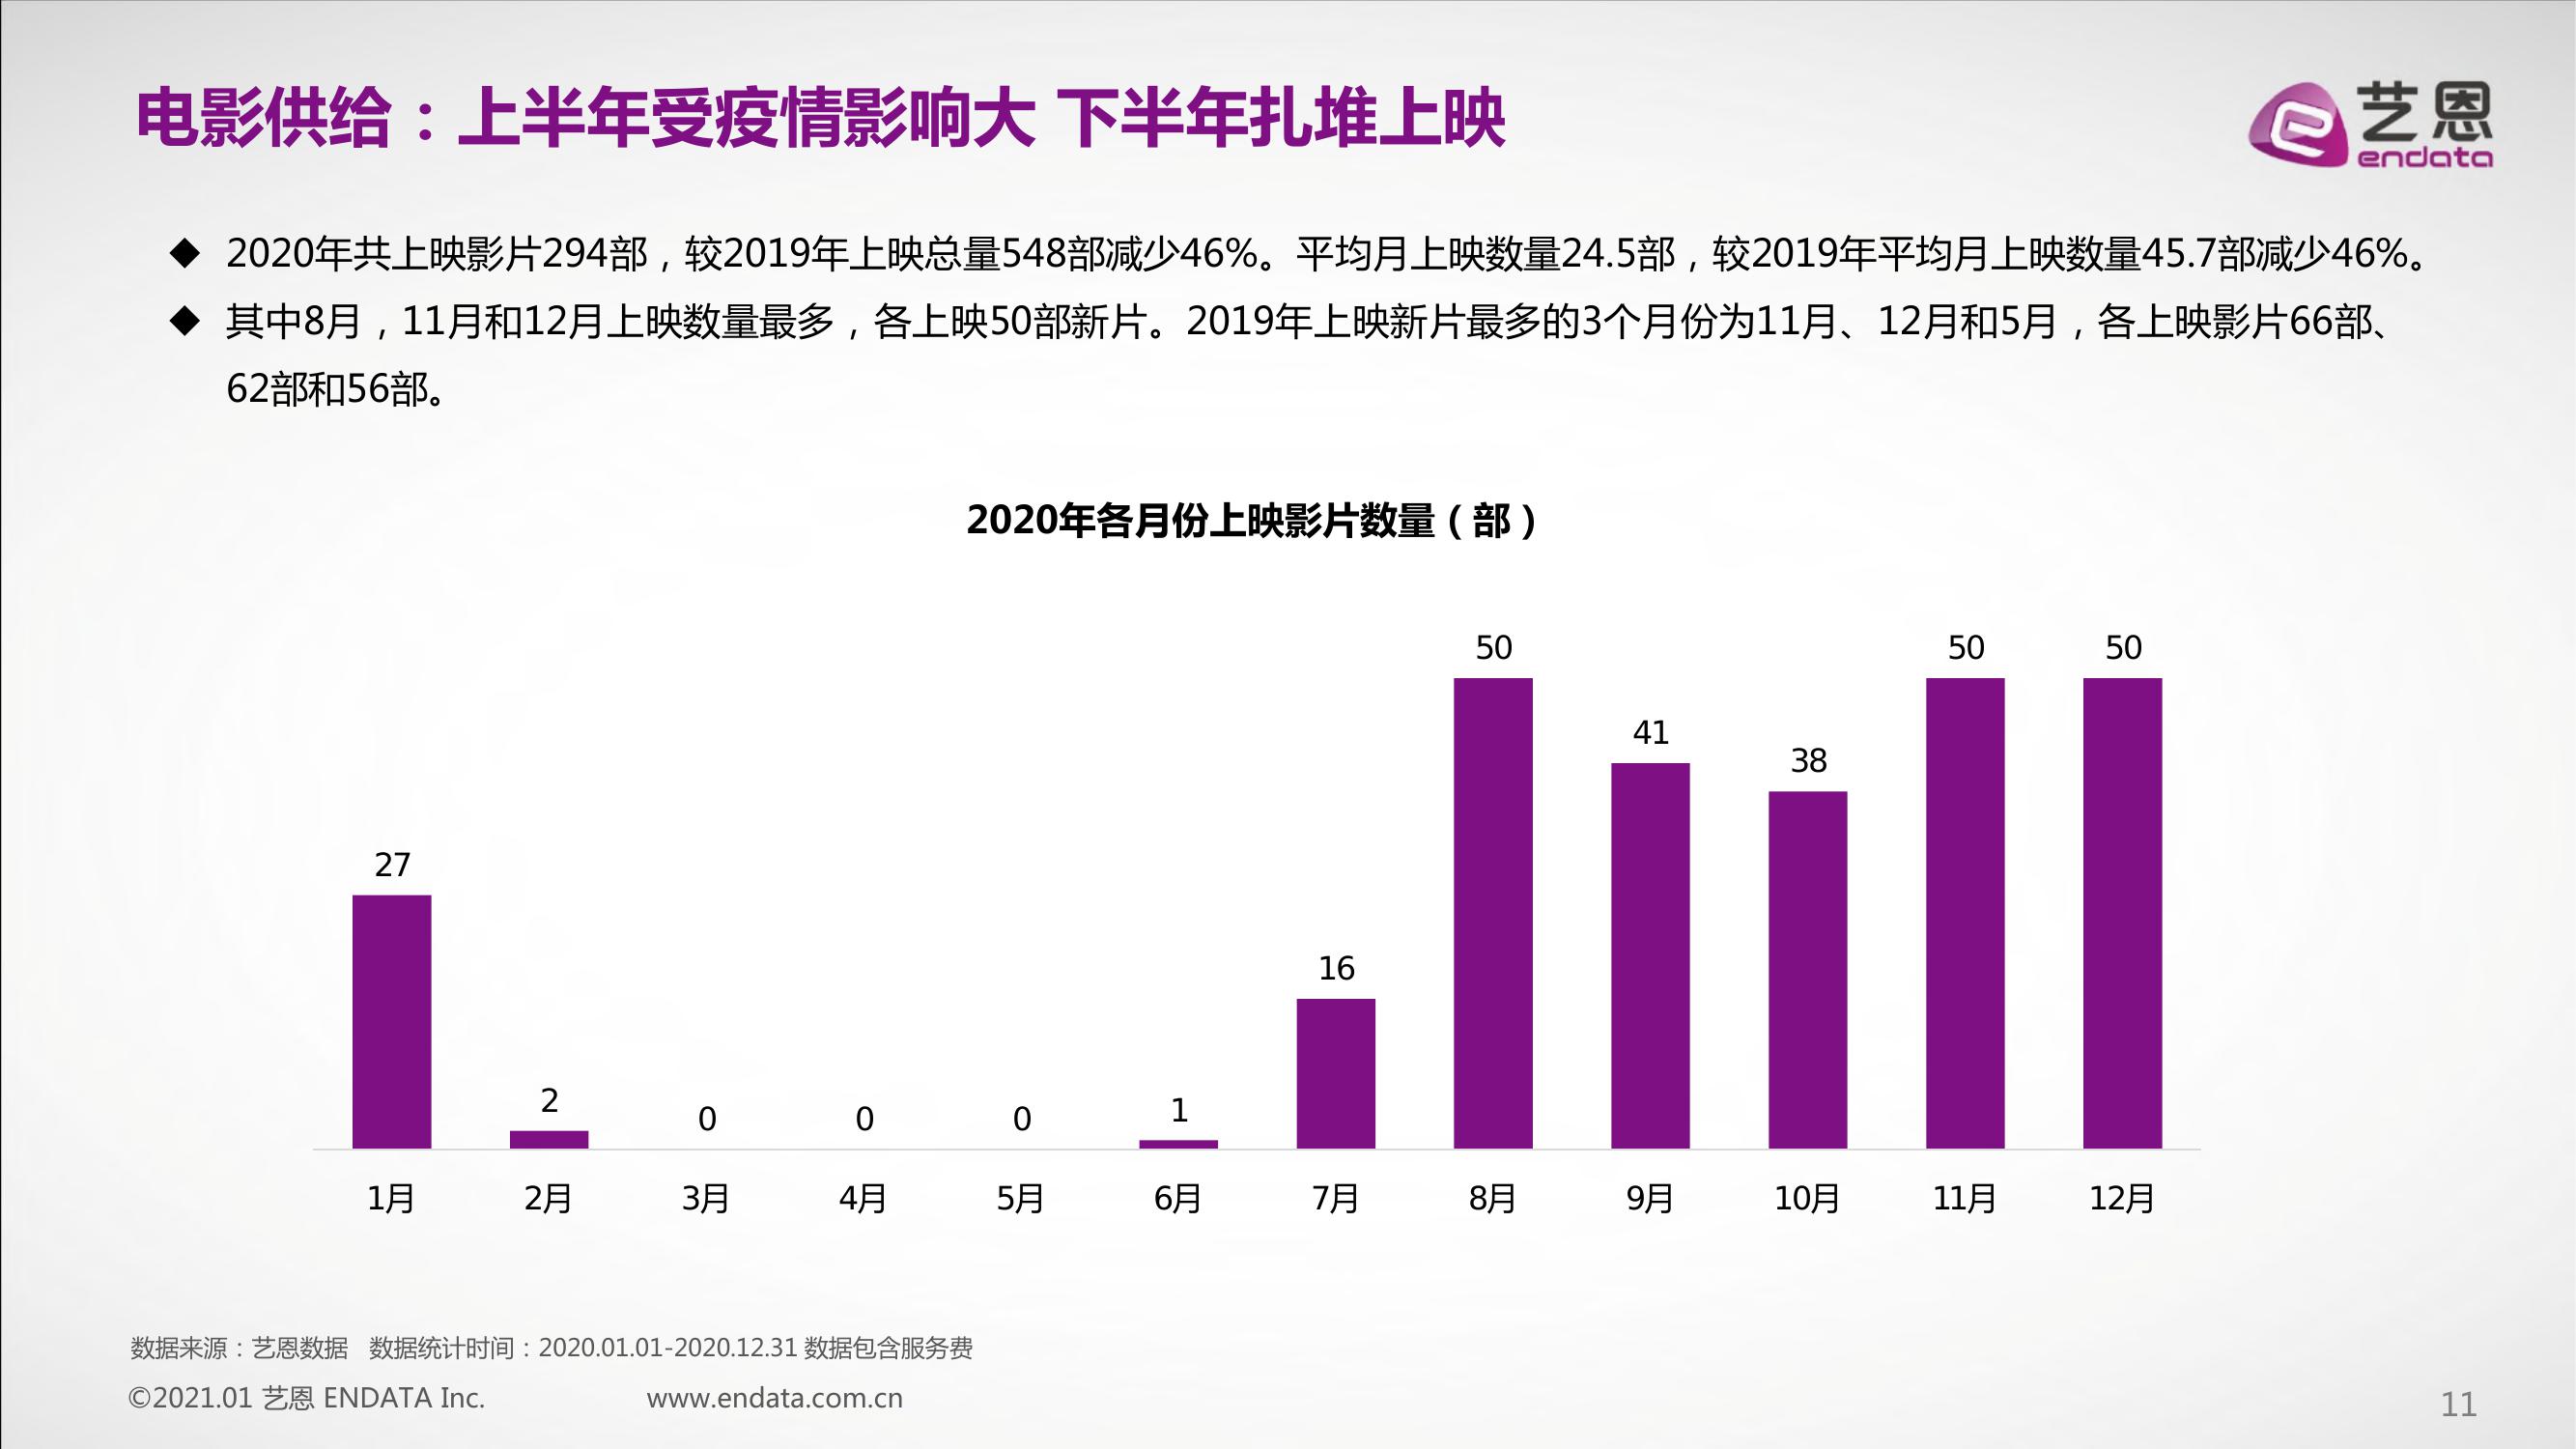 电影供给：上半年受疫情影响大 下半年扎堆上映
艺恩
endata
◆ 2020年共上映影片294部，较2019年上映总量548部减少46%。平均月上映数量24.5部，较2019年平均月上映数量45.7部减少46%。
◆ 其中8月，11月和12月上映数量最多，各上映50部新片。2019年上映新片最多的3个月份为11月、12月和5月，各上映影片66部、
62部和56部。
2020年各月份上映影片数量（部）
27
2
0
0
0
1
16
50
41
38
50
50
1月
2月
3月
4月
5月
6月
7月
8月
9月
10月
11月
12月
数据来源：艺恩数据 数据统计时间：2020.01.01-2020.12.31 数据包含服务费
©2021.01 艺恩 ENDATA Inc. www.endata.com.cn
11